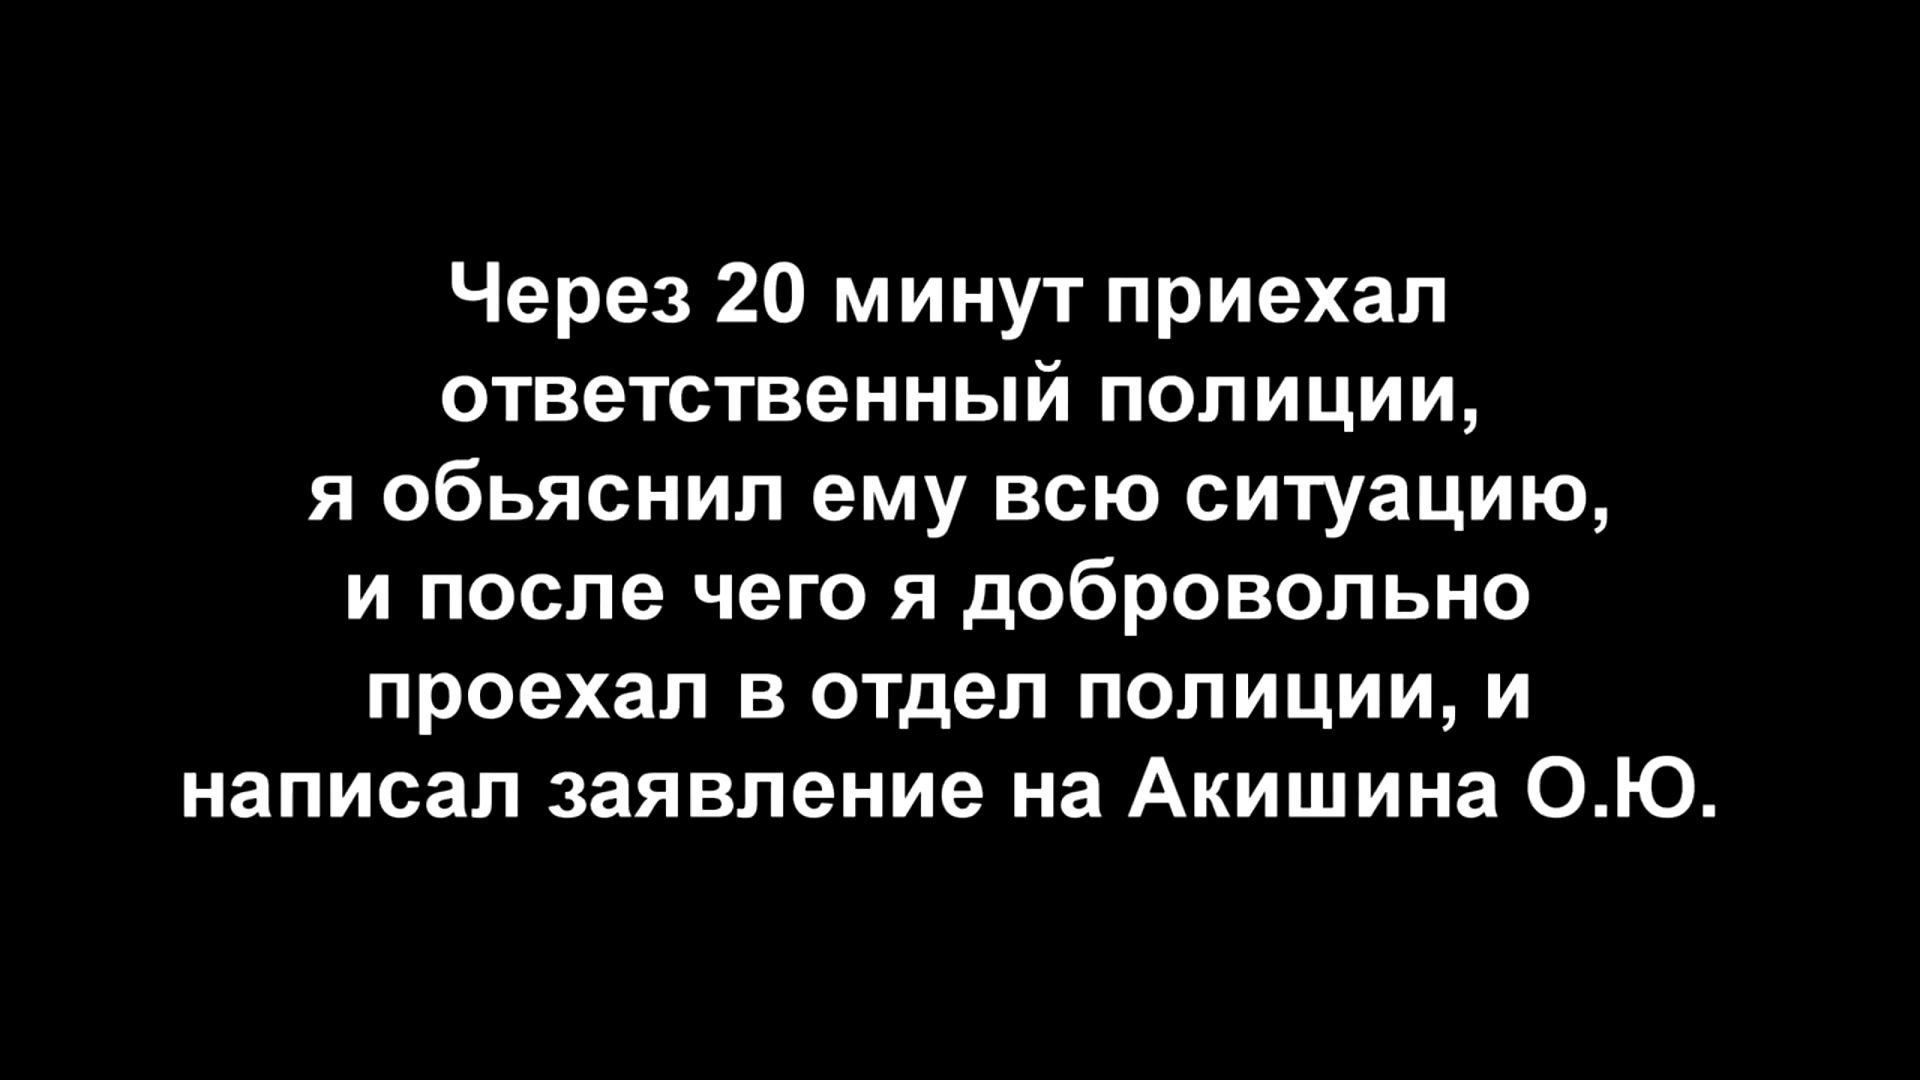 Через 20 минут приехал
ответственный полиции,
я обьяснил ему всю ситуацию,
и после чего я добровольно
проехал в отдел полиции, и
написал заявление на Акишина О.Ю.